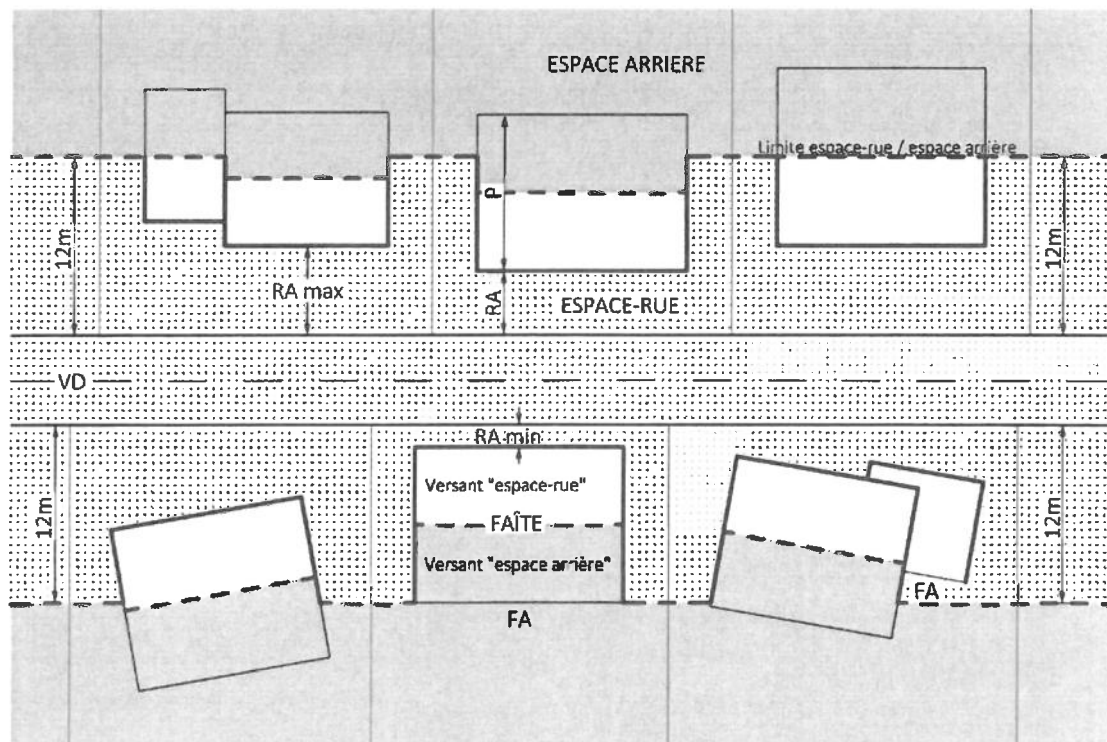 ESPACE ARRIERE
Limite espace-rue / espace arrière
12m
P
12m
RA max
RA
ESPACE-RUE
VD
RA min
12m
Versant "espace-rue"
FAÎTE
Versant "espace arrière"
12m
FA
FA